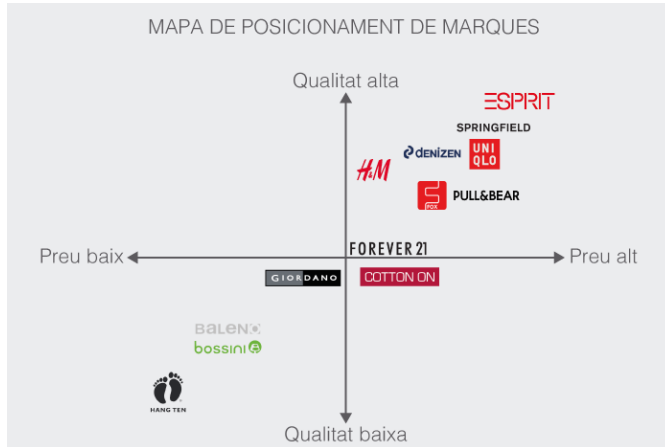 MAPA DE POSICIONAMENT DE MARQUES
Qualitat alta
ESPRIT
SPRINGFIELD
DENIZEN
UNI
QLO
H&M
FOX
PULL&BEAR
FOREVER 21
Preu baix
Preu alt
GIORDANO
COTTON ON
BALENO
bossini
HANG TEN
Qualitat baixa